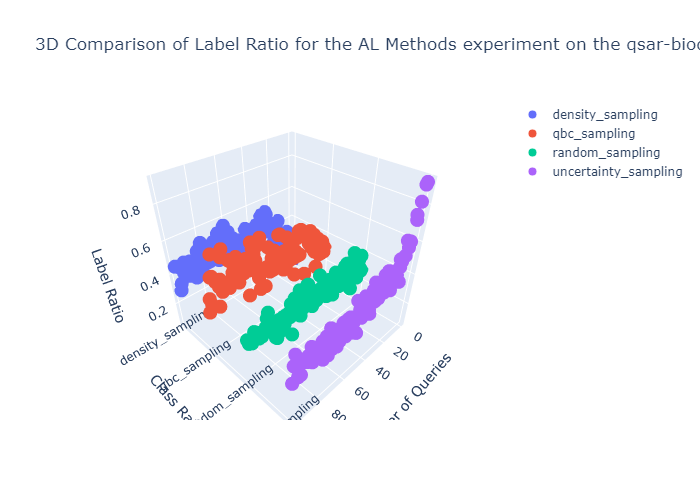 3D Comparison of Label Ratio for the AL Methods experiment on the qsar-bio
density_sampling
qbc_sampling
random_sampling
uncertainty_sampling
0.8
0.6
0.4
0.2
Label Ratio
density_sampling
qbc_sampling
dom_sampling
mpling
Class Ra
0
20
40
60
80
er of Queries